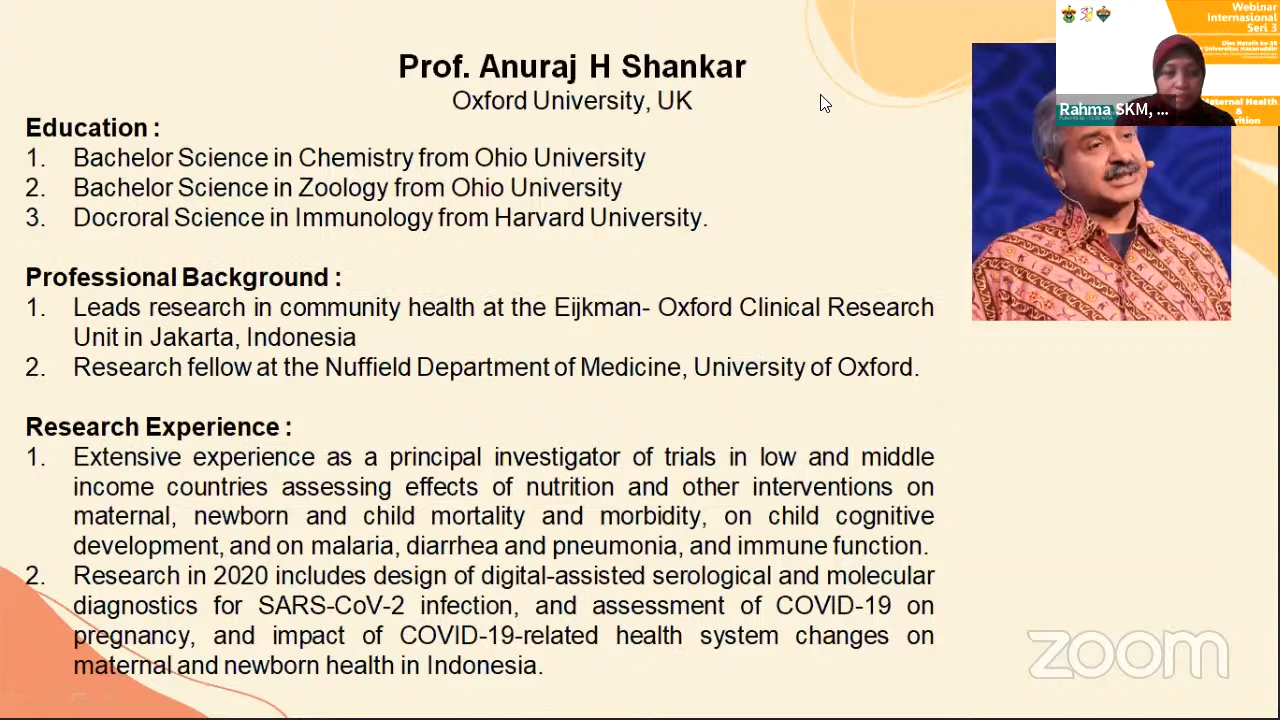 Prof. Anuraj H Shankar
Oxford University, UK
Education :
1. Bachelor Science in Chemistry from Ohio University
2. Bachelor Science in Zoology from Ohio University
3. Docroral Science in Immunology from Harvard University.
Professional Background :
1. Leads research in community health at the Eijkman- Oxford Clinical Research
Unit in Jakarta, Indonesia
2. Research fellow at the Nuffield Department of Medicine, University of Oxford.
Research Experience :
1. Extensive experience as a principal investigator of trials in low and middle
income countries assessing effects of nutrition and other interventions on
maternal, newborn and child mortality and morbidity, on child cognitive
development, and on malaria, diarrhea and pneumonia, and immune function.
2. Research in 2020 includes design of digital-assisted serological and molecular
diagnostics for SARS-CoV-2 infection, and assessment of COVID-19 on
pregnancy, and impact of COVID-19-related health system changes on
maternal and newborn health in Indonesia.
Webinar
Internasional
Seri 3
Dies Natalis ke-38
Universitas Hasanuddin
Rahma SKM, ...
Maternal Health
&
zoom